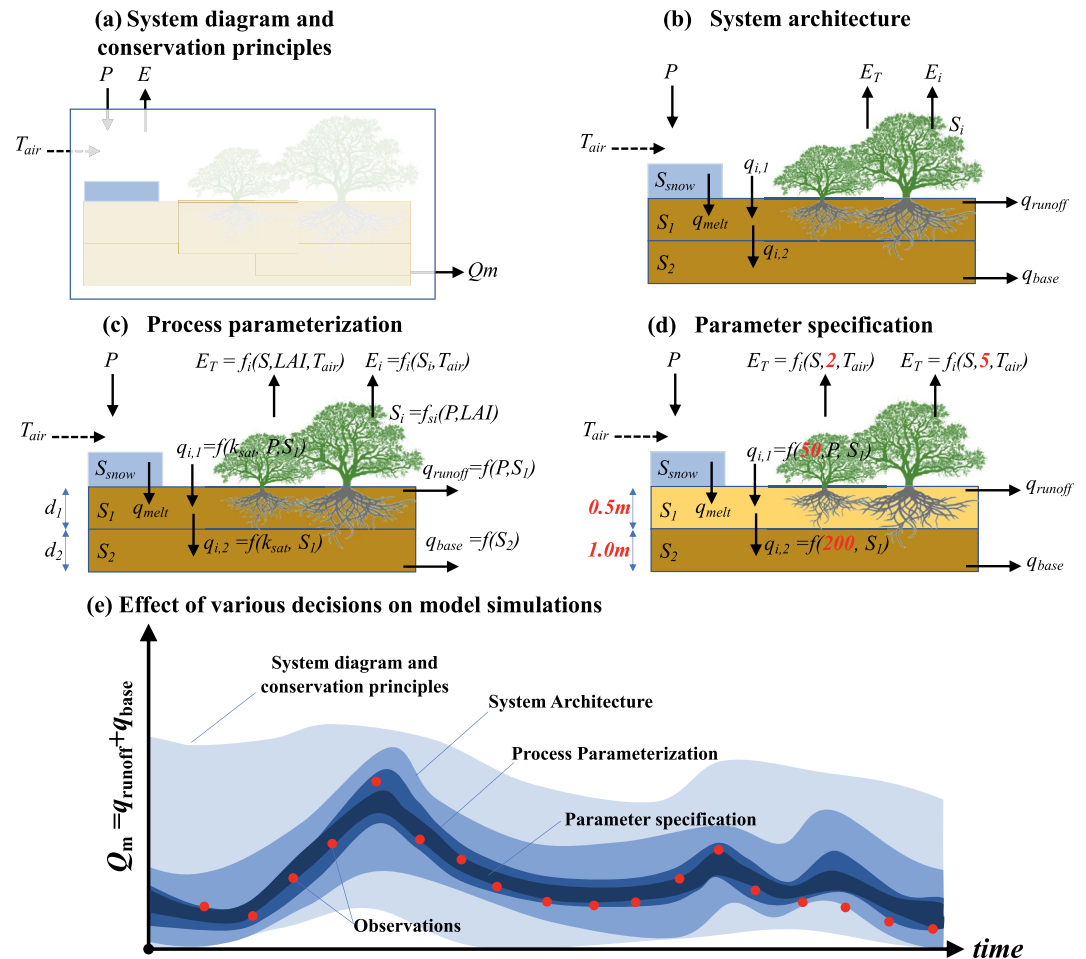 (a) System diagram and
conservation principles
P E
T_air
Qm
(b) System architecture
P
E_T
E_i
S_i
T_air
q_i,1
S_snow
q_runoff
S_1
q_melt
q_i,2
S_2
q_base
(c) Process parameterization
P
E_T = f_i(S,LAI,T_air)
E_i =f_i(S_i,T_air)
S_i =f_si(P,LAI)
T_air
q_i,1=f(k_sat, P,S_1)
S_snow
q_runoff=f(P,S_1)
d_1
S_1
q_melt
d_2
S_2
q_i,2 = f(k_sat, S_1)
q_base =f(S_2)
(d) Parameter specification
P
E_T = f_i(S,2,T_air)
E_T = f_i(S,5,T_air)
T_air
q_i,1=f(50,P, S_1)
S_snow
q_runoff
0.5m
S_1
q_melt
1.0m
S_2
q_i,2 = f(200, S_1)
q_base
(e) Effect of various decisions on model simulations
Q_m =q_runoff+q_base
System diagram and
conservation principles
System Architecture
Process Parameterization
Parameter specification
Observations
time